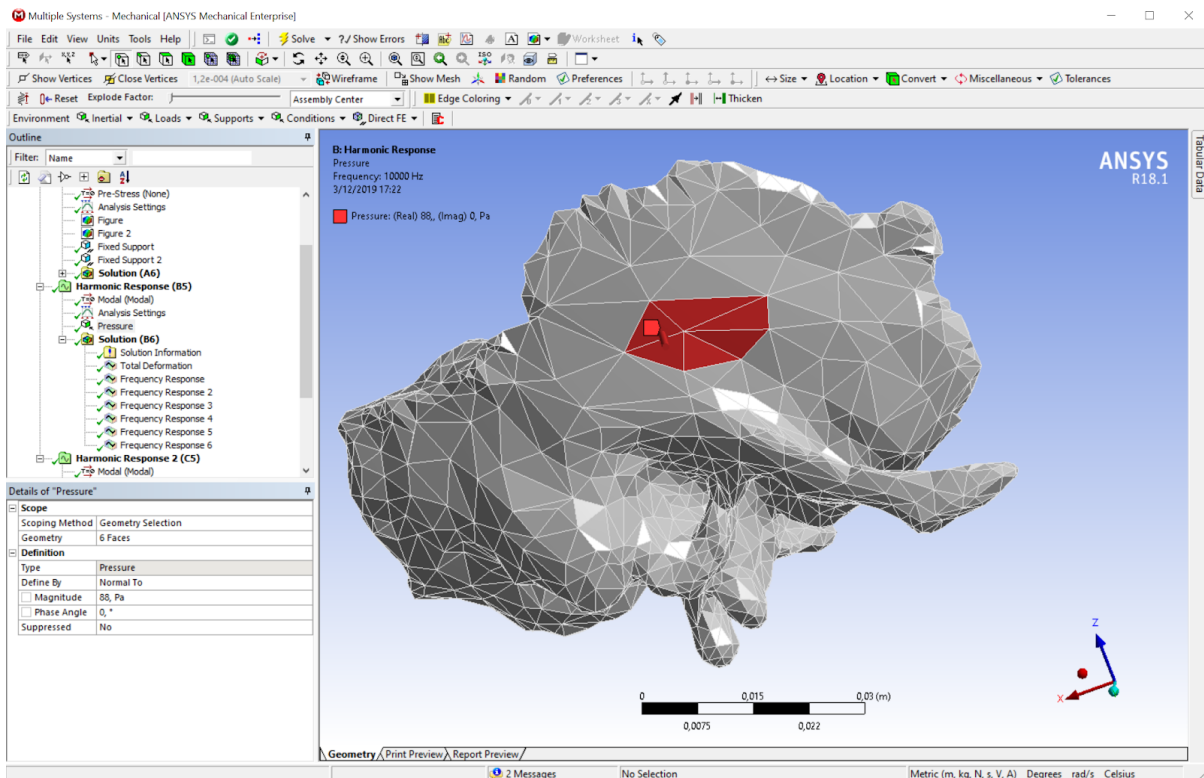 Multiple Systems - Mechanical [ANSYS Mechanical Enterprise]
File Edit View Units Tools Help Solve ?/ Show Errors Worksheet
Show Vertices Close Vertices 1,2e-004 (Auto Scale) Wireframe Show Mesh Random Preferences Size Location Convert Miscellaneous Tolerances
Reset Explode Factor: Assembly Center Edge Coloring Thicken
Environment Inertial Loads Supports Conditions Direct FE
Outline
Filter: Name
Pre-Stress (None)
Analysis Settings
Figure
Figure 2
Fixed Support
Fixed Support 2
Solution (A6)
Harmonic Response (B5)
Modal (Modal)
Analysis Settings
Pressure
Solution (B6)
Solution Information
Total Deformation
Frequency Response
Frequency Response 2
Frequency Response 3
Frequency Response 4
Frequency Response 5
Frequency Response 6
Harmonic Response 2 (C5)
Modal (Modal)
Details of "Pressure"
Scope
Scoping Method Geometry Selection
Geometry 6 Faces
Definition
Type Pressure
Define By Normal To
Magnitude 88, Pa
Phase Angle 0, °
Suppressed No
B: Harmonic Response
Pressure
Frequency: 10000 Hz
3/12/2019 17:22
Pressure: (Real) 88,, (Imag) 0, Pa
ANSYS
R18.1
Tabular Data
Z
X
0 0,015 0,03 (m)
0,0075 0,022
Geometry Print Preview Report Preview
2 Messages No Selection Metric (m, kg, N, s, V, A) Degrees rad/s Celsius